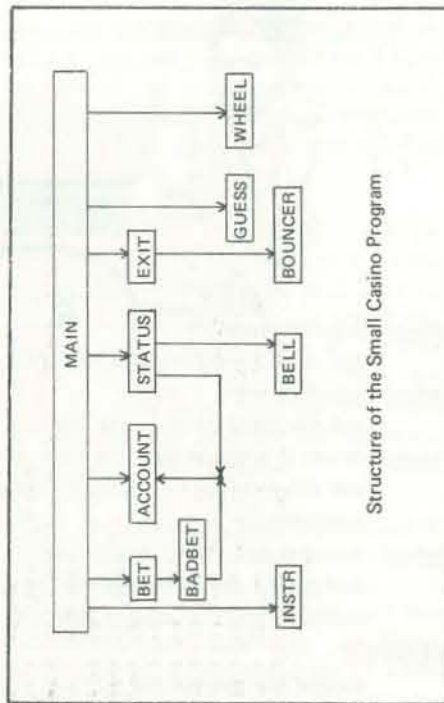 MAIN
BET
ACCOUNT
STATUS
EXIT
BADBET
GUESS
WHEEL
INSTR
BELL
BOUNCER
Structure of the Small Casino Program